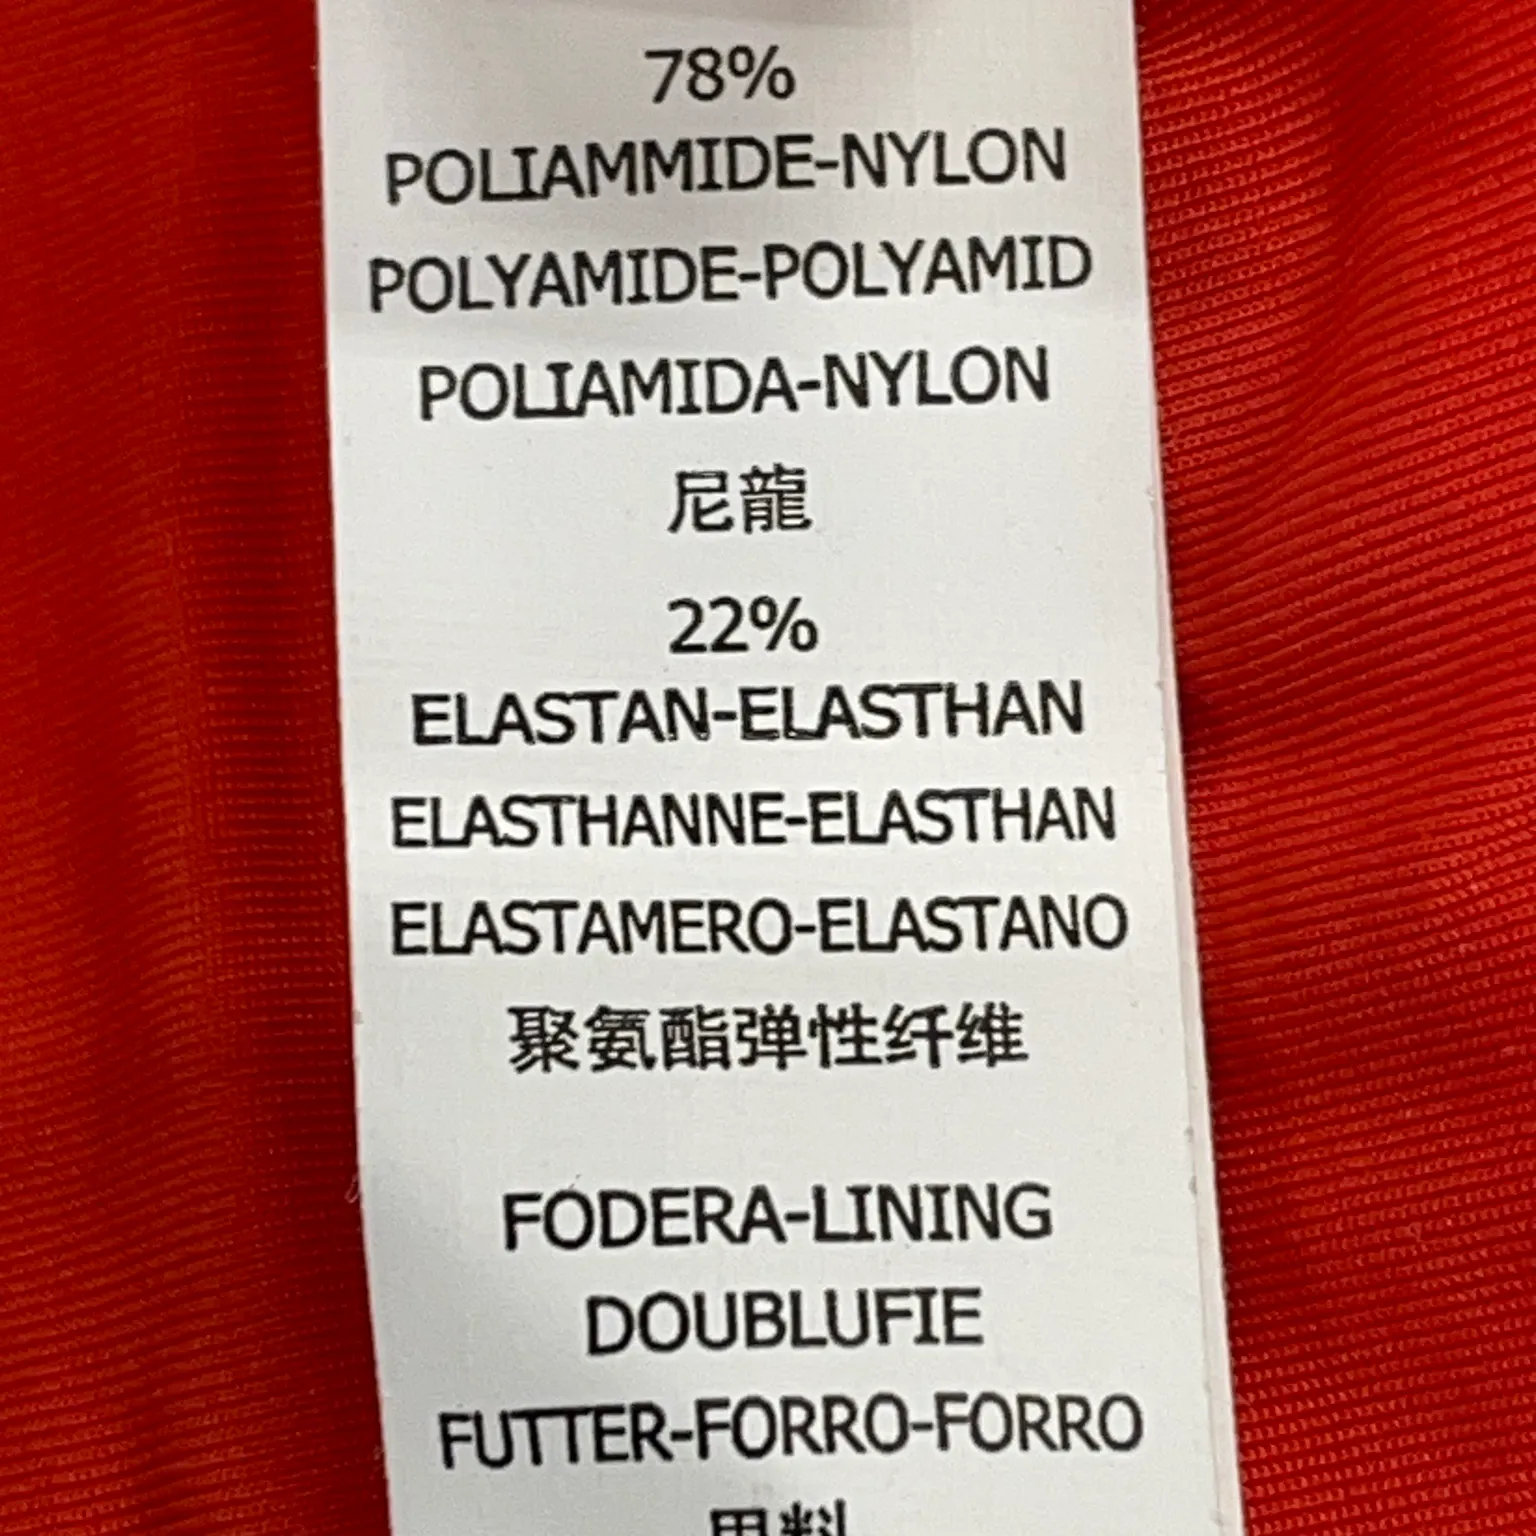 78%
POLIAMMIDE-NYLON
POLYAMIDE-POLYAMID
POLIAMIDA-NYLON
尼龍
22%
ELASTAN-ELASTHAN
ELASTHANNE-ELASTHAN
ELASTAMERO-ELASTANO
聚氨酯弹性纤维
FODERA-LINING
DOUBLUFIE
FUTTER-FORRO-FORRO